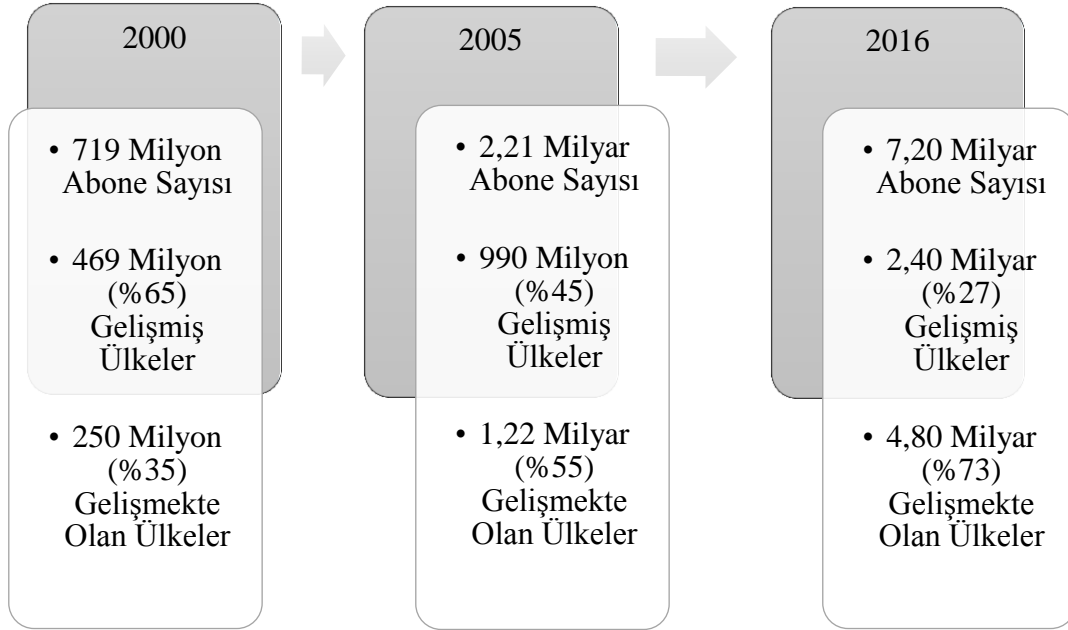 2000
• 719 Milyon
Abone Sayısı
• 469 Milyon
(%65)
Gelişmiş
Ülkeler
• 250 Milyon
(%35)
Gelişmekte
Olan Ülkeler
2005
• 2,21 Milyar
Abone Sayısı
• 990 Milyon
(%45)
Gelişmiş
Ülkeler
• 1,22 Milyar
(%55)
Gelişmekte
Olan Ülkeler
2016
• 7,20 Milyar
Abone Sayısı
• 2,40 Milyar
(%27)
Gelişmiş
Ülkeler
• 4,80 Milyar
(%73)
Gelişmekte
Olan Ülkeler